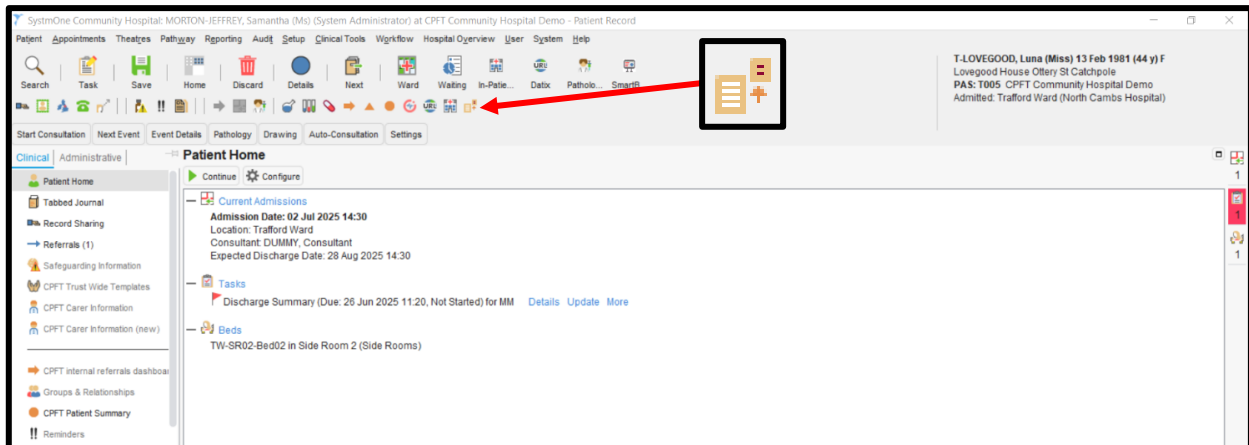 SystmOne Community Hospital: MORTON-JEFFREY, Samantha (Ms) (System Administrator) at CPFT Community Hospital Demo - Patient Record
Patient Appointments Theatres Pathway Reporting Audit Setup Clinical Tools Workflow Hospital Overview User System Help
Search Task Save Home Discard Details Next Ward Waiting In-Patie... Datix Patholo... SmartB...
URG
T-LOVEGOOD, Luna (Miss) 13 Feb 1981 (44 y) F
Lovegood House Ottery St Catchpole
PAS: T005 CPFT Community Hospital Demo
Admitted: Trafford Ward (North Cambs Hospital)
Start Consultation Next Event Event Details Pathology Drawing Auto-Consultation Settings
Clinical Administrative
Patient Home
Tabbed Journal
Record Sharing
Referrals (1)
Safeguarding Information
CPFT Trust Wide Templates
CPFT Carer Information
CPFT Carer Information (new)
CPFT internal referrals dashboar
Groups & Relationships
CPFT Patient Summary
Reminders
Patient Home
Continue Configure
Current Admissions
Admission Date: 02 Jul 2025 14:30
Location: Trafford Ward
Consultant: DUMMY, Consultant
Expected Discharge Date: 28 Aug 2025 14:30
Tasks
Discharge Summary (Due: 26 Jun 2025 11:20, Not Started) for MM Details Update More
Beds
TW-SR02-Bed02 in Side Room 2 (Side Rooms)
1
1
1